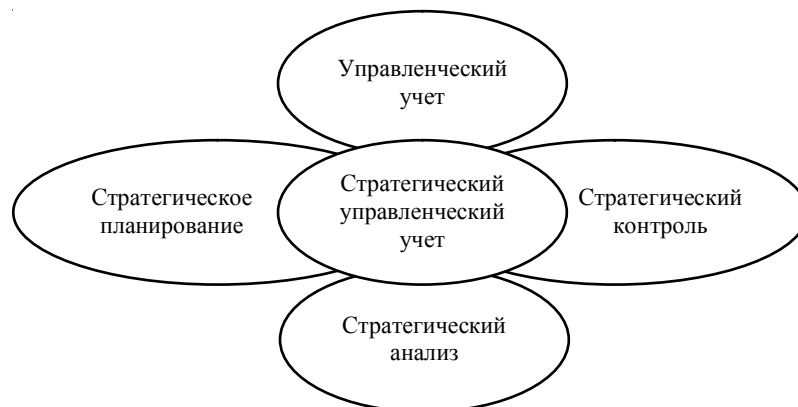 Управленческий
учет
Стратегическое
планирование
Стратегический
управленческий
учет
Стратегический
контроль
Стратегический
анализ